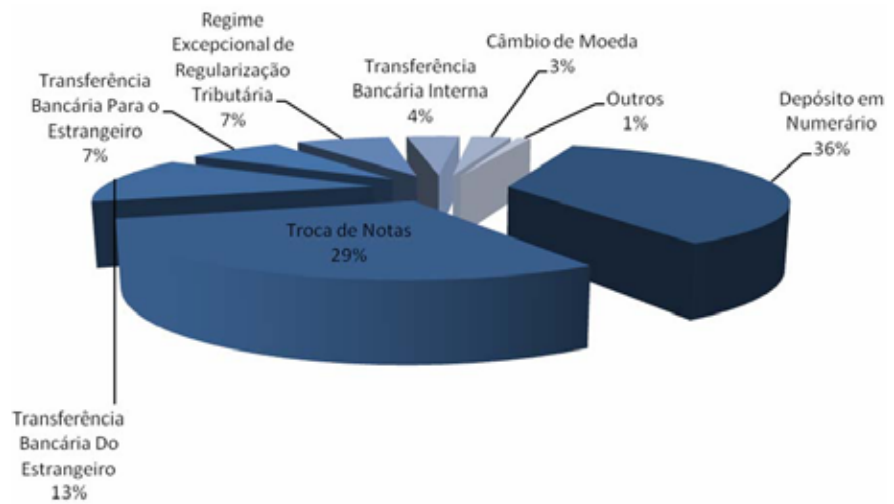 Regime
Excepcional de
Regularização
Tributária
7%
Transferência
Bancária Para o
Estrangeiro
7%
Transferência
Bancária Interna
4%
Câmbio de Moeda
3%
Outros
1%
Depósito em
Numerário
36%
Troca de Notas
29%
Transferência
Bancária Do
Estrangeiro
13%